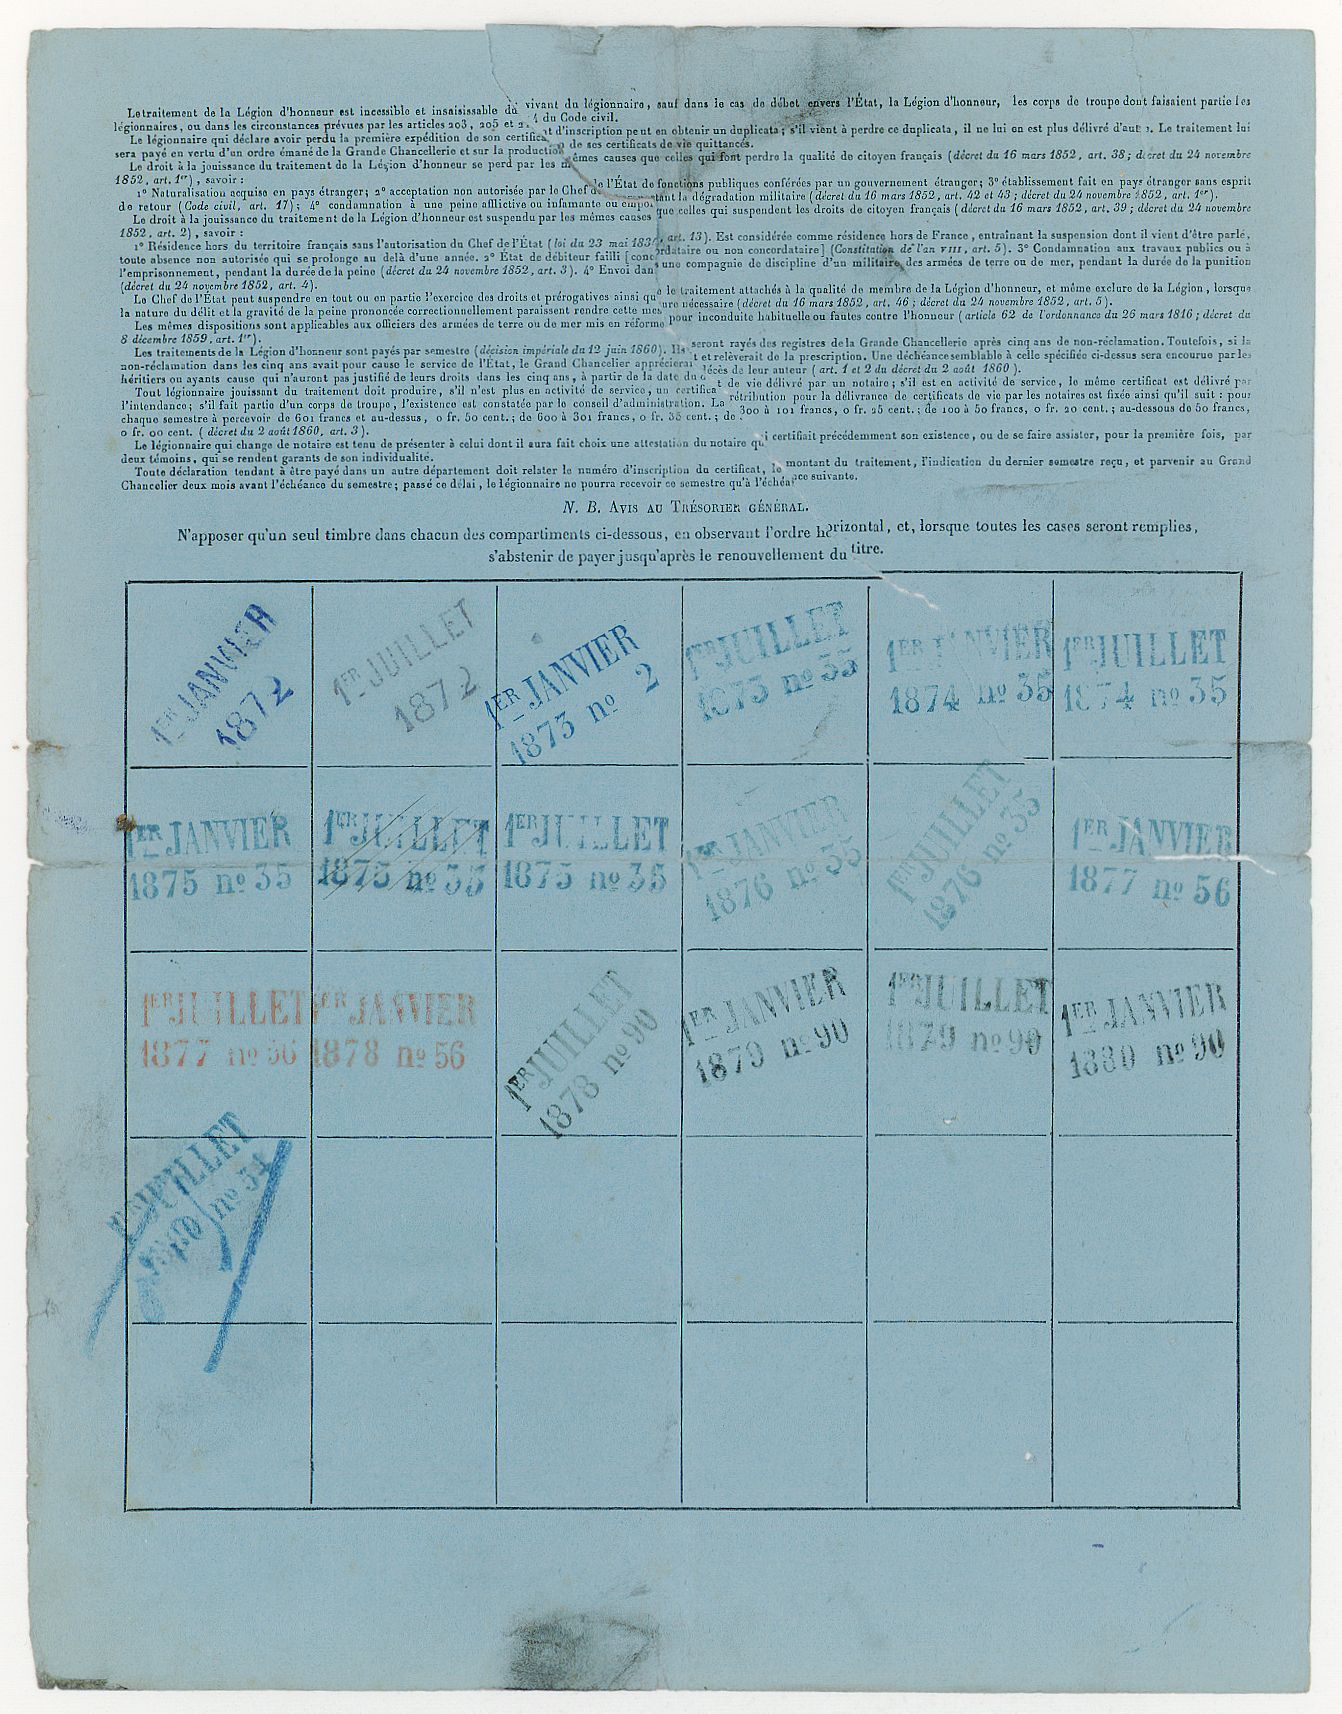 Le traitement de la Légion d'honneur est incessible et insaisissable du vivant du légionnaire, sauf dans le cas de débet envers l'État, la Légion d'honneur, les corps de troupe dont faisaient partie les
légionnaires, ou dans les circonstances prévues par les articles 203, 205 et du Code civil.
Le légionnaire qui déclare avoir perdu la première expédition de son certificat d'inscription peut en obtenir un duplicata; s'il vient à perdre ce duplicata, il ne lui en est plus délivré d'autre. Le traitement lui
sera payé en vertu d'un ordre émané de la Grande Chancellerie et sur la production de ses certificats de vie quittancés.
Le droit à la jouissance du traitement de la Légion d'honneur se perd par les mêmes causes que celles qui font perdre la qualité de citoyen français (décret du 16 mars 1852, art. 38; décret du 24 novembre
1852, art. 1er), savoir:
1° Naturalisation acquise en pays étranger; 2° acceptation non autorisée par le Chef de l'État de fonctions publiques conférées par un gouvernement étranger; 3° établissement fait en pays étranger sans esprit
de retour (Code civil, art. 17); 4° condamnation à une peine afflictive ou infamante ou emportant la dégradation militaire (décret du 16 mars 1852, art. 42 et 43; décret du 24 novembre 1852, art. 1er).
Le droit à la jouissance du traitement de la Légion d'honneur est suspendu par les mêmes causes que celles qui suspendent les droits de citoyen français (décret du 16 mars 1852, art. 39; décret du 24 novembre
1852, art. 2), savoir:
1° Résidence hors du territoire français sans l'autorisation du Chef de l'État (loi du 23 mai 183 , art. 13). Est considérée comme résidence hors de France, entraînant la suspension dont il vient d'être parlé,
toute absence non autorisée qui se prolonge au delà d'une année. 2° État de débiteur failli [concordataire ou non concordataire] (Constitution de l'an VIII, art. 5). 3° Condamnation aux travaux publics ou à
l'emprisonnement, pendant la durée de la peine (décret du 24 novembre 1852, art. 3). 4° Envoi dans une compagnie de discipline d'un militaire des armées de terre ou de mer, pendant la durée de la punition
(décret du 24 novembre 1852, art. 4).
Le Chef de l'État peut suspendre en tout ou en partie l'exercice des droits et prérogatives ainsi que le traitement attachés à la qualité de membre de la Légion d'honneur, et même exclure de la Légion, lorsque
la nature du délit et la gravité de la peine prononcée correctionnellement paraissent rendre cette mesure nécessaire (décret du 16 mars 1852, art. 46; décret du 24 novembre 1852, art. 5).
Les mêmes dispositions sont applicables aux officiers des armées de terre ou de mer mis en réforme pour inconduite habituelle ou fautes contre l'honneur (article 62 de l'ordonnance du 26 mars 1816; décret du
8 décembre 1859, art. 1er).
Les traitements de la Légion d'honneur sont payés par semestre (décision impériale du 12 juin 1860). Ils seront rayés des registres de la Grande Chancellerie après cinq ans de non-réclamation. Toutefois, si la
non-réclamation dans les cinq ans avait pour cause le service de l'État, le Grand Chancelier apprécierait et relèverait de la prescription. Une déchéance semblable à celle spécifiée ci-dessus sera encourue par les
héritiers ou ayants cause qui n'auront pas justifié de leurs droits dans les cinq ans, à partir de la date du décès de leur auteur (art. 1 et 2 du décret du 2 août 1860).
Tout légionnaire jouissant du traitement doit produire, s'il n'est plus en activité de service, un certificat de vie délivré par un notaire; s'il est en activité de service, le même certificat est délivré par
l'intendance; s'il fait partie d'un corps de troupe, l'existence est constatée par le conseil d'administration. La rétribution pour la délivrance de certificats de vie par les notaires est fixée ainsi qu'il suit: pour
chaque semestre à percevoir de 601 francs et au-dessus, 0 fr. 50 cent.; de 600 à 301 francs, 0 fr. 35 cent.; de 300 à 101 francs, 0 fr. 25 cent.; de 100 à 50 francs, 0 fr. 20 cent.; au-dessous de 50 francs,
0 fr. 00 cent. (décret du 2 août 1860, art. 3).
Le légionnaire qui change de notaire est tenu de présenter à celui dont il aura fait choix une attestation du notaire qui certifiait précédemment son existence, ou de se faire assister, pour la première fois, par
deux témoins, qui se rendent garants de son individualité.
Toute déclaration tendant à être payé dans un autre département doit relater le numéro d'inscription du certificat, le montant du traitement, l'indication du dernier semestre reçu, et parvenir au Grand
Chancelier deux mois avant l'échéance du semestre; passé ce délai, le légionnaire ne pourra recevoir ce semestre qu'à l'échéance suivante.
N. B. AVIS AU TRÉSORIER GÉNÉRAL.
N'apposer qu'un seul timbre dans chacun des compartiments ci-dessous, en observant l'ordre horizontal, et, lorsque toutes les cases seront remplies,
s'abstenir de payer jusqu'après le renouvellement du titre.
1ER JANVIER
1872
1ER JUILLET
1872
1ER JANVIER
1873 no 2
1ER JUILLET
1873 no 35
1ER JANVIER
1874 no 35
1ER JUILLET
1874 no 35
1ER JANVIER
1875 no 35
1ER JUILLET
1875 no 35
1ER JUILLET
1875 no 35
1ER JANVIER
1876 no 35
1ER JUILLET
1876 no 35
1ER JANVIER
1877 no 56
1ER JUILLET
1877 no 56
1ER JANVIER
1878 no 56
1ER JUILLET
1878 no 90
1ER JANVIER
1879 no 90
1ER JUILLET
1879 no 90
1ER JANVIER
1880 no 90
1ER JUILLET
1880 no 54